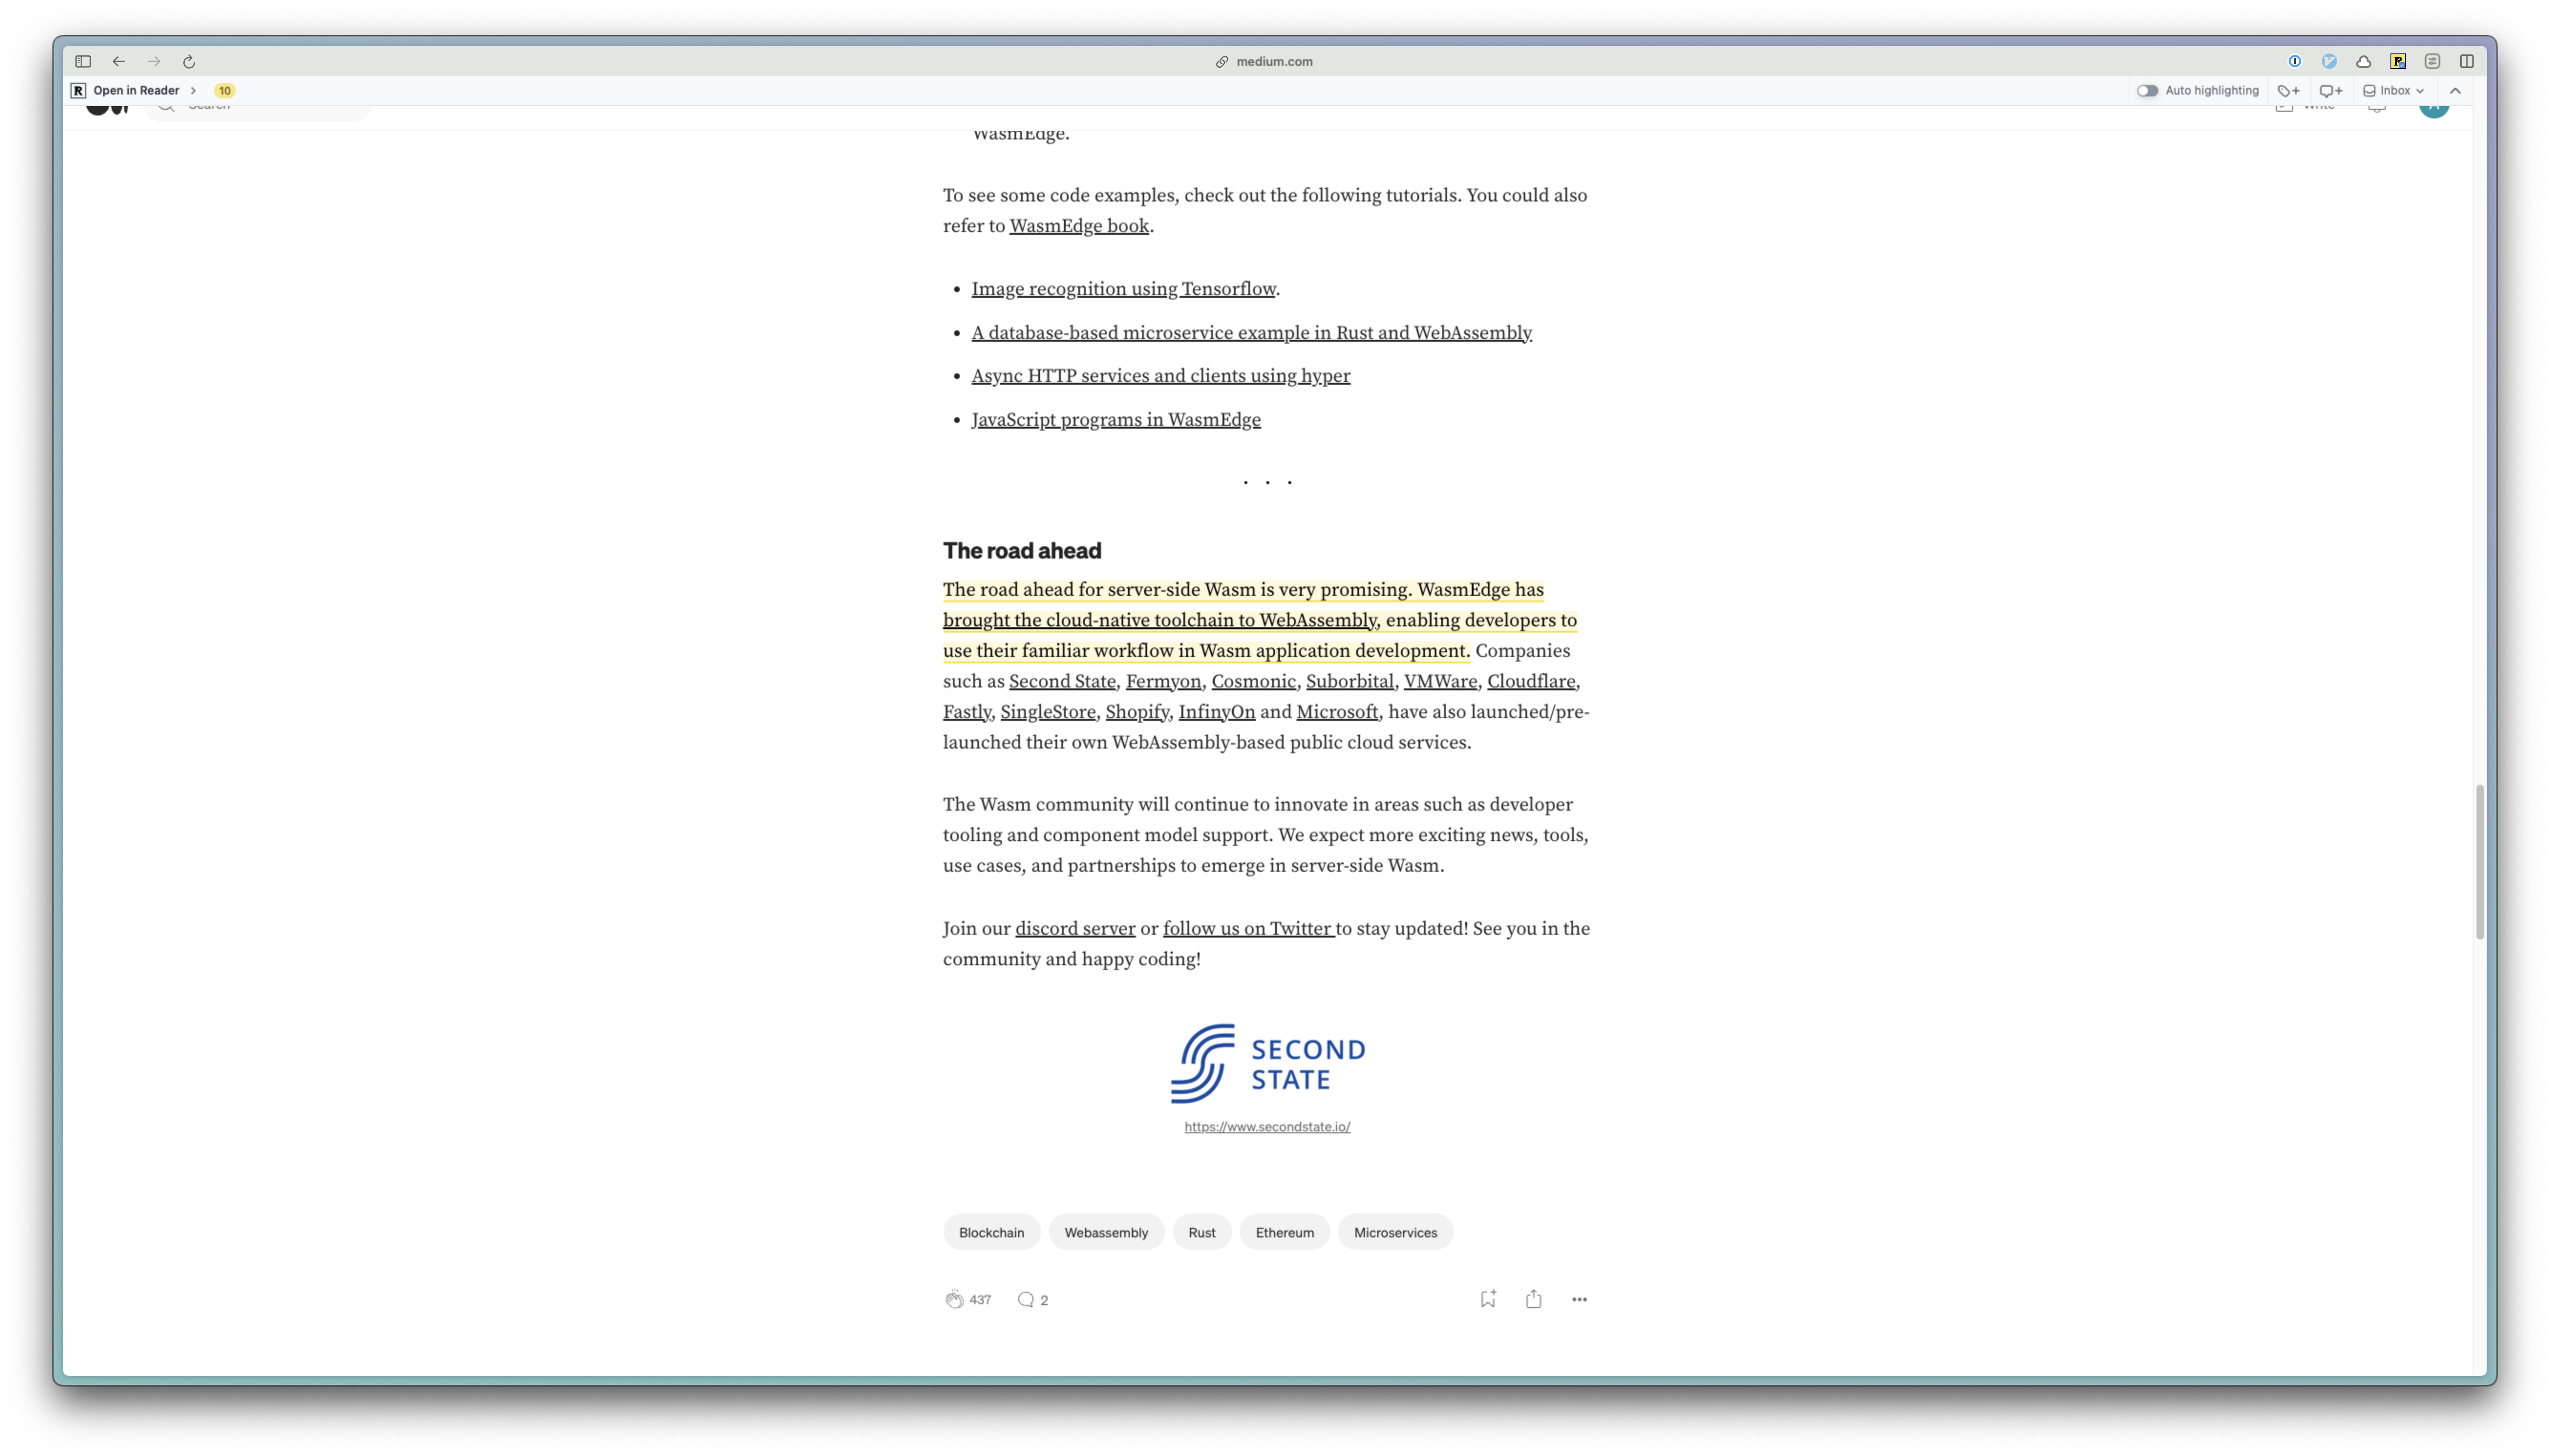 medium.com
Open in Reader
10
Auto highlighting
Inbox
Search
Write
WasmEdge.
To see some code examples, check out the following tutorials. You could also
refer to WasmEdge book.
• Image recognition using Tensorflow.
• A database-based microservice example in Rust and WebAssembly
• Async HTTP services and clients using hyper
• JavaScript programs in WasmEdge
. . .
The road ahead
The road ahead for server-side Wasm is very promising. WasmEdge has
brought the cloud-native toolchain to WebAssembly, enabling developers to
use their familiar workflow in Wasm application development. Companies
such as Second State, Fermyon, Cosmonic, Suborbital, VMWare, Cloudflare,
Fastly, SingleStore, Shopify, InfinyOn and Microsoft, have also launched/pre-
launched their own WebAssembly-based public cloud services.
The Wasm community will continue to innovate in areas such as developer
tooling and component model support. We expect more exciting news, tools,
use cases, and partnerships to emerge in server-side Wasm.
Join our discord server or follow us on Twitter to stay updated! See you in the
community and happy coding!
SECOND
STATE
https://www.secondstate.io/
Blockchain
Webassembly
Rust
Ethereum
Microservices
437
2